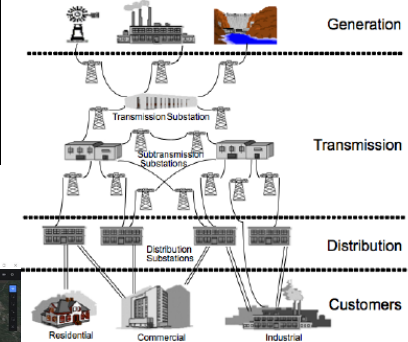 Generation
Transmission Substation
Transmission
Subtransmission
Substations
Distribution
Distribution
Substations
Customers
Residential
Commercial
Industrial